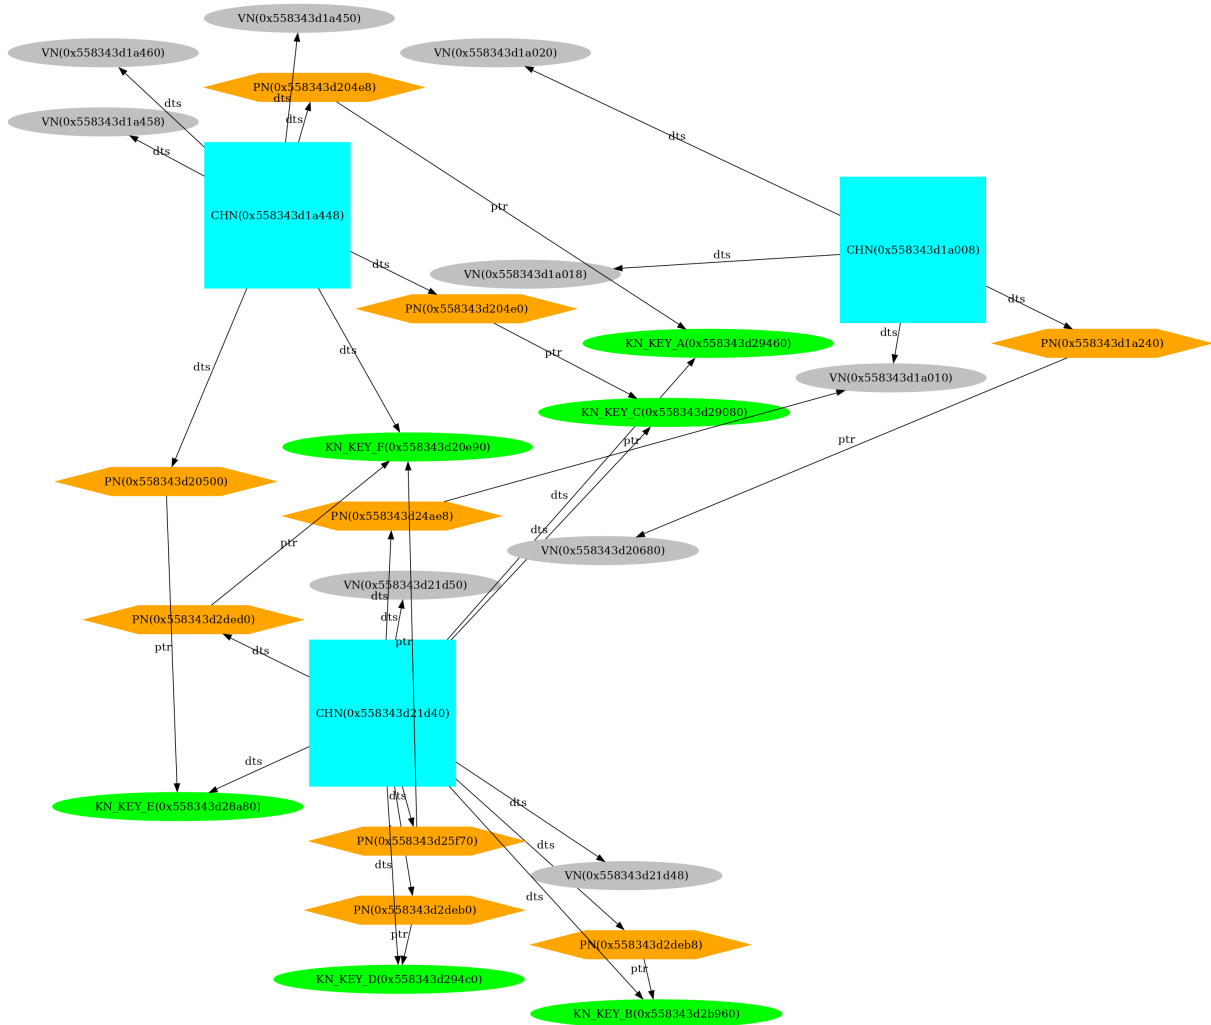 VN(0x558343d1a450)
VN(0x558343d1a460)
VN(0x558343d1a020)
PN(0x558343d204e8)
dts
dts
dts
VN(0x558343d1a458)
dts
dts
dts
ptr
CHN(0x558343d1a448)
CHN(0x558343d1a008)
dts
dts
VN(0x558343d1a018)
dts
PN(0x558343d204e0)
dts
KN_KEY_A(0x558343d29460)
PN(0x558343d1a240)
dts
ptr
dts
VN(0x558343d1a010)
KN_KEY_C(0x558343d29080)
ptr
ptr
KN_KEY_F(0x558343d20e90)
PN(0x558343d20500)
dts
PN(0x558343d24ae8)
dts
ptr
VN(0x558343d20680)
VN(0x558343d21d50)
dts
dts
PN(0x558343d2ded0)
ptr
ptr
dts
CHN(0x558343d21d40)
dts
dts
dts
KN_KEY_E(0x558343d28a80)
PN(0x558343d25f70)
dts
dts
VN(0x558343d21d48)
dts
PN(0x558343d2deb0)
ptr
PN(0x558343d2deb8)
ptr
KN_KEY_D(0x558343d294c0)
KN_KEY_B(0x558343d2b960)